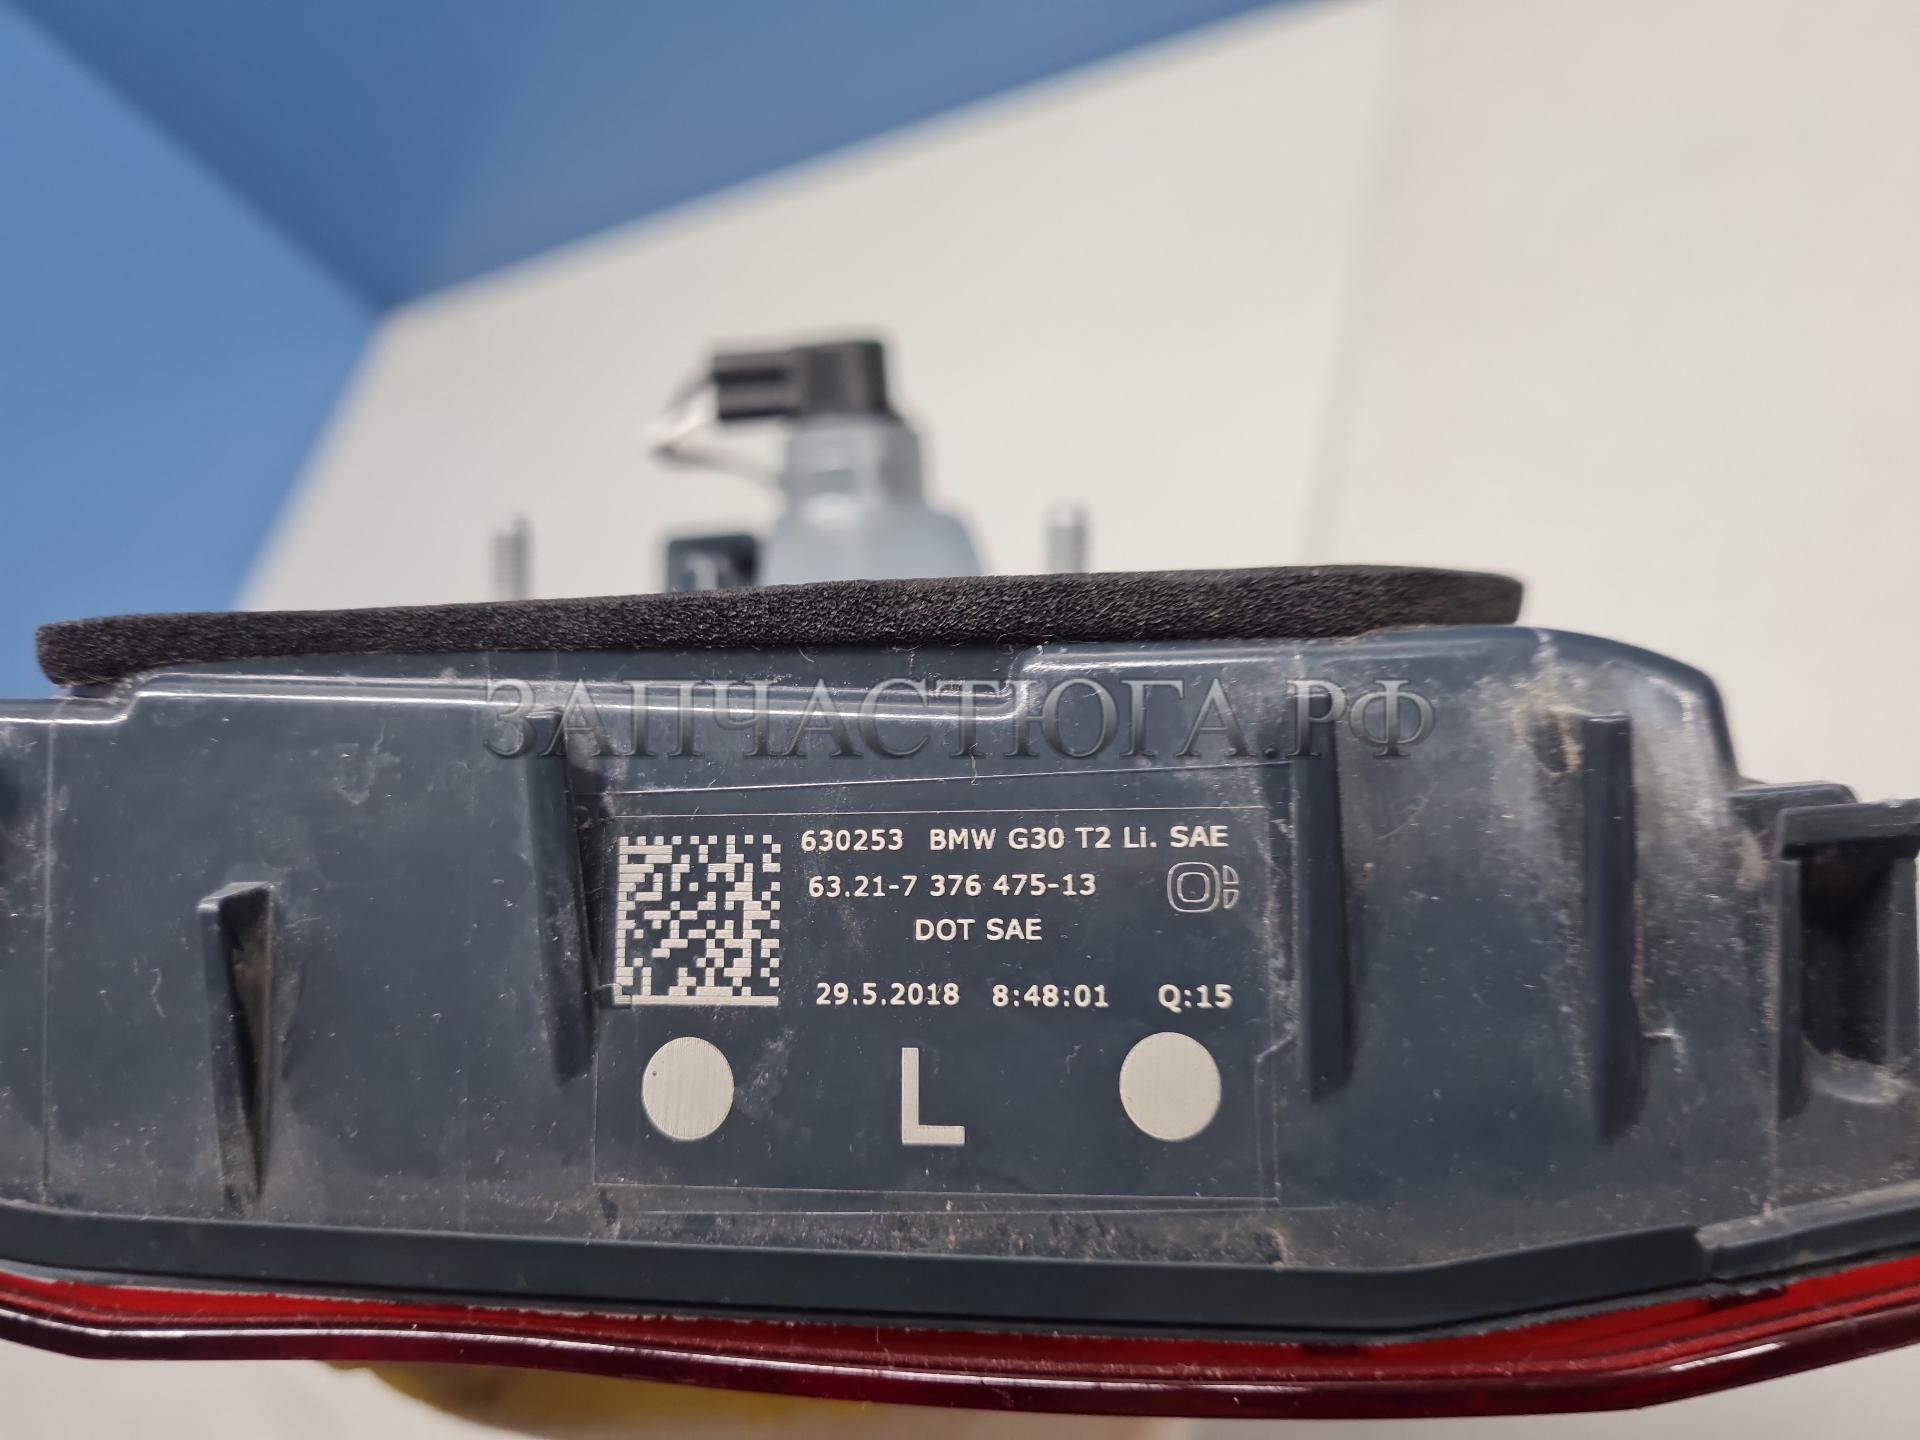 ЗАПЧАСТЮГА.РФ
630253 BMW G30 T2 Li. SAE
63.21-7 376 475-13
DOT SAE
29.5.2018 8:48:01 Q:15
L